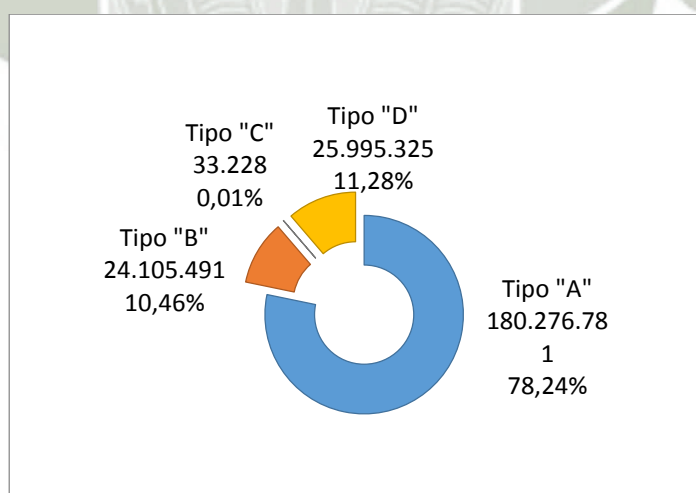 Tipo "D"
25.995.325
11,28%
Tipo "C"
33.228
0,01%
Tipo "B"
24.105.491
10,46%
Tipo "A"
180.276.78
1
78,24%